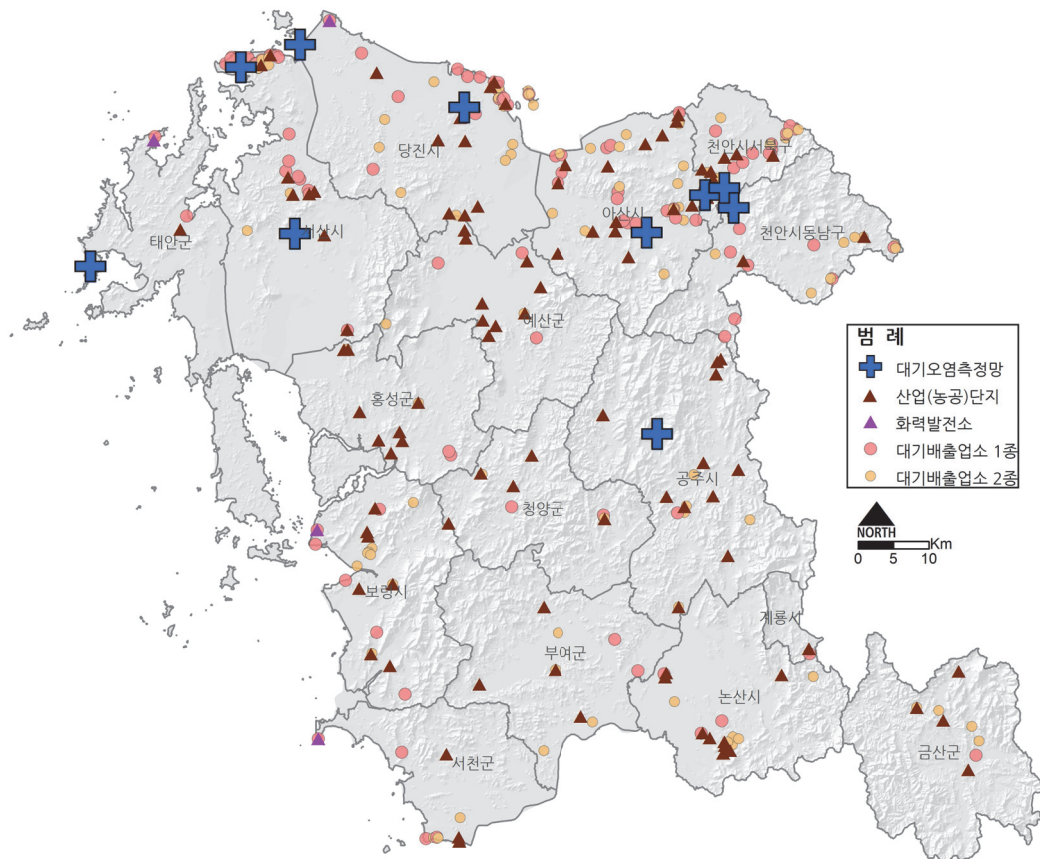 천안시서북구
당진시
아산시
태안군
서산시
천안시동남구
예산군
홍성군
공주시
청양군
보령시
계룡시
부여군
논산시
서천군
금산군
범 례
대기오염측정망
산업(농공)단지
화력발전소
대기배출업소 1종
대기배출업소 2종
NORTH
Km
0 5 10